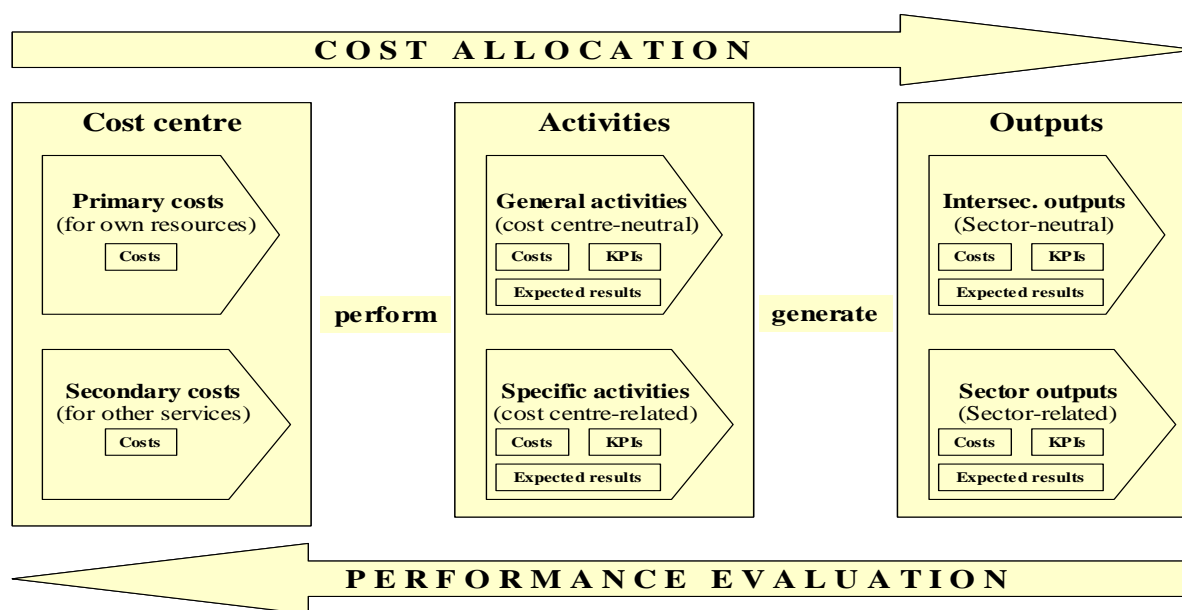 COST ALLOCATION
Cost centre
Primary costs
(for own resources)
Costs
Secondary costs
(for other services)
Costs
perform
Activities
General activities
(cost centre-neutral)
Costs
KPIs
Expected results
Specific activities
(cost centre-related)
Costs
KPIs
Expected results
generate
Outputs
Intersec. outputs
(Sector-neutral)
Costs
KPIs
Expected results
Sector outputs
(Sector-related)
Costs
KPIs
Expected results
PERFORMANCE EVALUATION